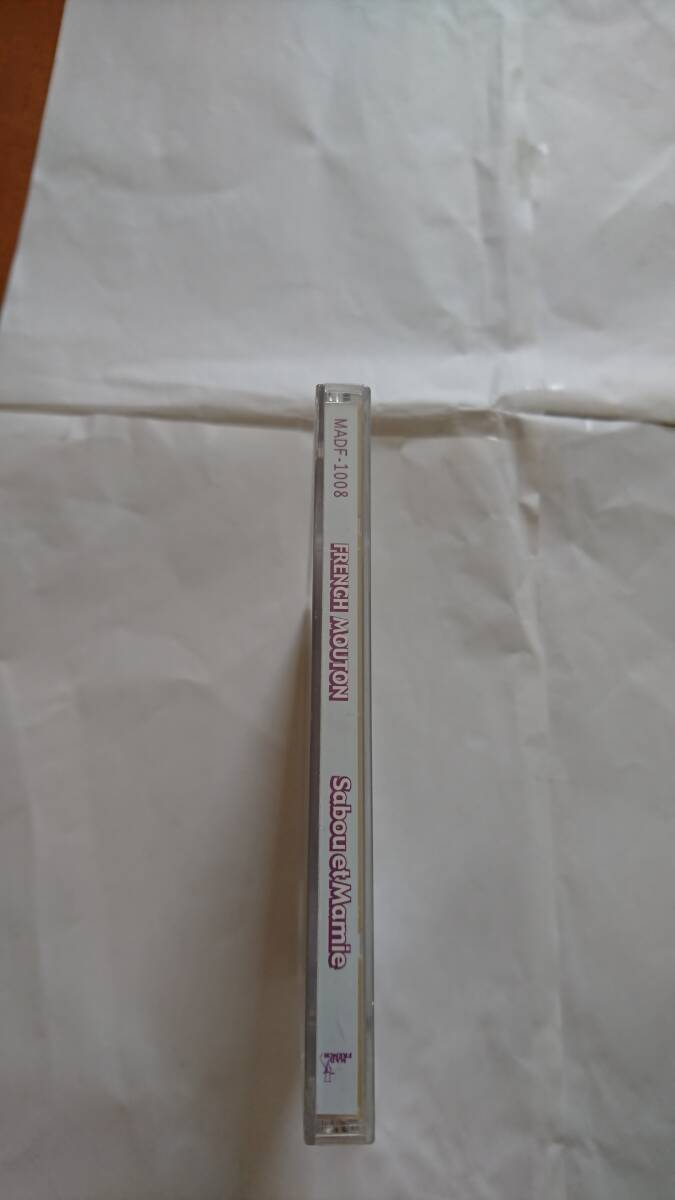 MADF-1008
FRENCH MOUTON
Sabou et Mamie